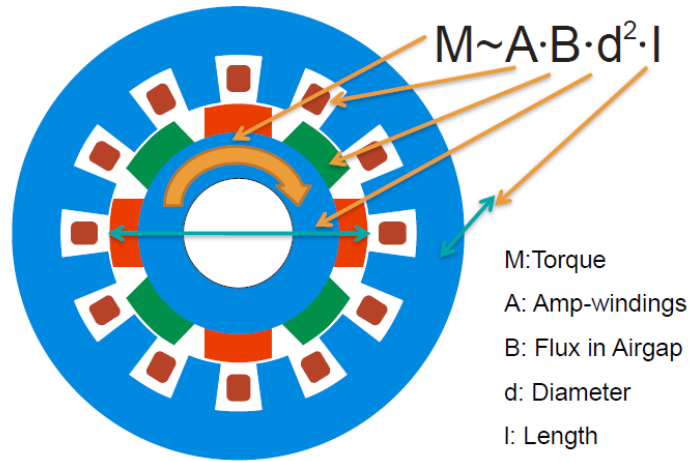 M~A·B·d²·l
M:Torque
A: Amp-windings
B: Flux in Airgap
d: Diameter
l: Length